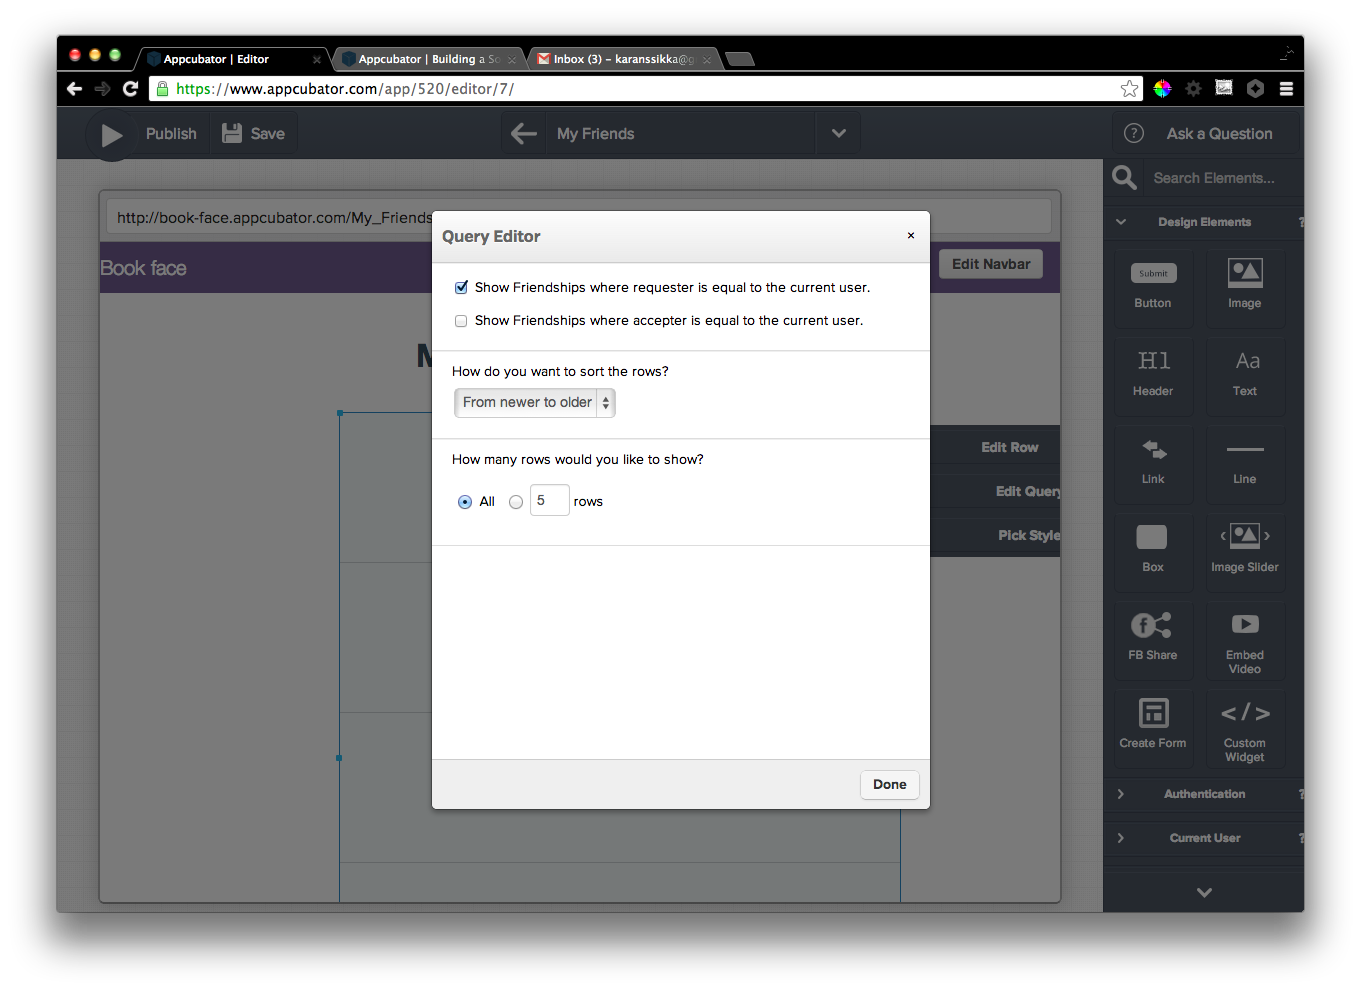 Appcubator | Editor
Appcubator | Building a So
Inbox (3) – karanssikka@g
https://www.appcubator.com/app/520/editor/7/
Publish
Save
My Friends
? Ask a Question
Search Elements...
http://book-face.appcubator.com/My_Friends
Book face
Edit Navbar
M
Query Editor
×
Show Friendships where requester is equal to the current user.
Show Friendships where accepter is equal to the current user.
How do you want to sort the rows?
From newer to older
How many rows would you like to show?
All
5
rows
Done
Edit Row
Edit Query
Pick Style
Design Elements ?
Submit
Button
Image
H1
Header
Aa
Text
Link
Line
Box
Image Slider
f
FB Share
Embed
Video
Create Form
</>
Custom
Widget
Authentication ?
Current User ?